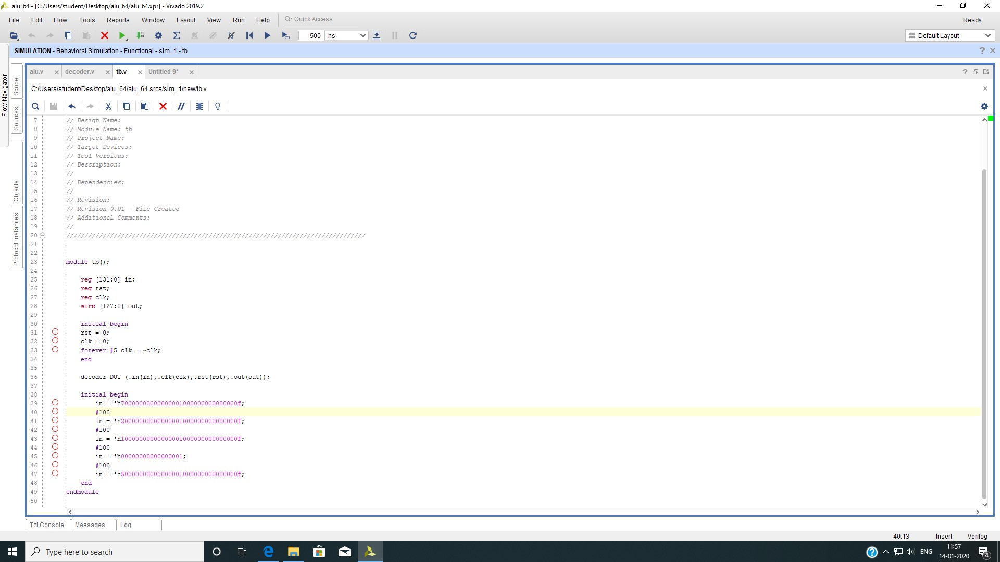 alu_64 - [C:/Users/student/Desktop/alu_64/alu_64.xpr] - Vivado 2019.2
File Edit Flow Tools Reports Window Layout View Run Help Quick Access Ready
500 ns Default Layout
SIMULATION - Behavioral Simulation - Functional - sim_1 - tb
Flow Navigator
Scope
Sources
Objects
Protocol Instances
alu.v decoder.v tb.v Untitled 9*
C:/Users/student/Desktop/alu_64/alu_64.srcs/sim_1/new/tb.v
7 // Design Name:
8 // Module Name: tb
9 // Project Name:
10 // Target Devices:
11 // Tool Versions:
12 // Description:
13 //
14 // Dependencies:
15 //
16 // Revision:
17 // Revision 0.01 - File Created
18 // Additional Comments:
19 //
20 //////////////////////////////////////////////////////////////////////////////////
21
22
23 module tb();
24
25 reg [131:0] in;
26 reg rst;
27 reg clk;
28 wire [127:0] out;
29
30 initial begin
31 rst = 0;
32 clk = 0;
33 forever #5 clk = ~clk;
34 end
35
36 decoder DUT (.in(in),.clk(clk),.rst(rst),.out(out));
37
38 initial begin
39 in = 'h70000000000000001000000000000000f;
40 #100
41 in = 'h20000000000000001000000000000000f;
42 #100
43 in = 'h10000000000000001000000000000000f;
44 #100
45 in = 'h00000000000000001;
46 #100
47 in = 'h50000000000000001000000000000000f;
48 end
49 endmodule
50
Tcl Console Messages Log
40:13 Insert Verilog
Type here to search
ENG
11:57
14-01-2020
4